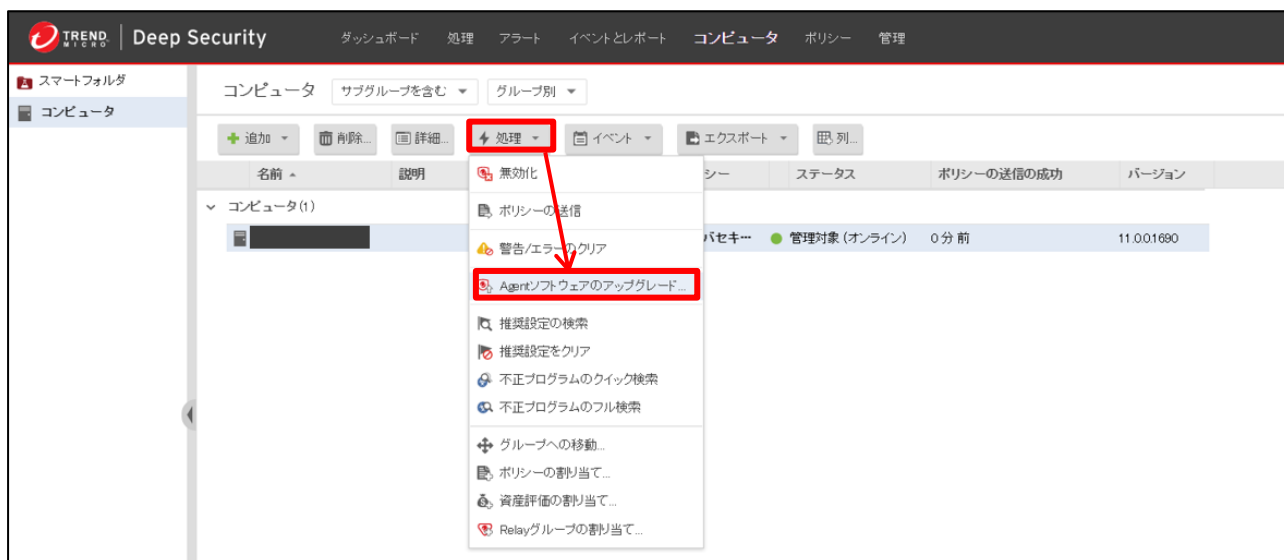 TREND MICRO | Deep Security ダッシュボード 処理 アラート イベントとレポート コンピュータ ポリシー 管理
スマートフォルダ
コンピュータ
コンピュータ サブグループを含む グループ別
追加 削除... 詳細... 処理 イベント エクスポート 列...
名前 説明 シー ステータス ポリシーの送信の成功 バージョン
コンピュータ(1)
バセキ… 管理対象 (オンライン) 0分前 11.0.0.1690
無効化
ポリシーの送信
警告/エラーのクリア
Agentソフトウェアのアップグレード...
推奨設定の検索
推奨設定をクリア
不正プログラムのクイック検索
不正プログラムのフル検索
グループへの移動...
ポリシーの割り当て...
資産評価の割り当て...
Relayグループの割り当て...